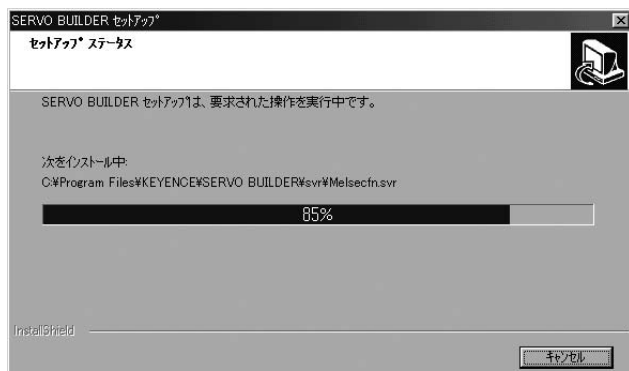 SERVO BUILDER ｾｯﾄｱｯﾌﾟ
ｾｯﾄｱｯﾌﾟ ｽﾃｰﾀｽ
SERVO BUILDER ｾｯﾄｱｯﾌﾟは、要求された操作を実行中です。
次をインストール中:
C:¥Program Files¥KEYENCE¥SERVO BUILDER¥svr¥Melsecfn.svr
85%
InstallShield
ｷｬﾝｾﾙ